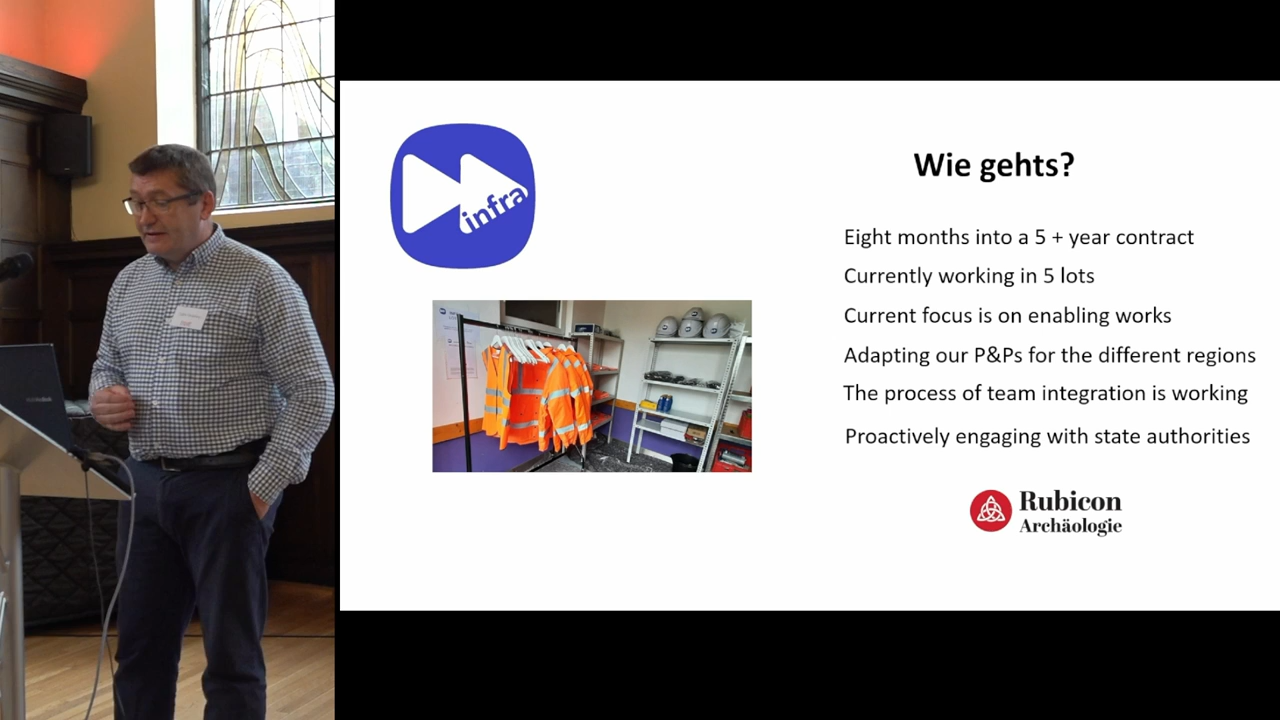 infra
Wie gehts?
Eight months into a 5 + year contract
Currently working in 5 lots
Current focus is on enabling works
Adapting our P&Ps for the different regions
The process of team integration is working
Proactively engaging with state authorities
Rubicon
Archäologie